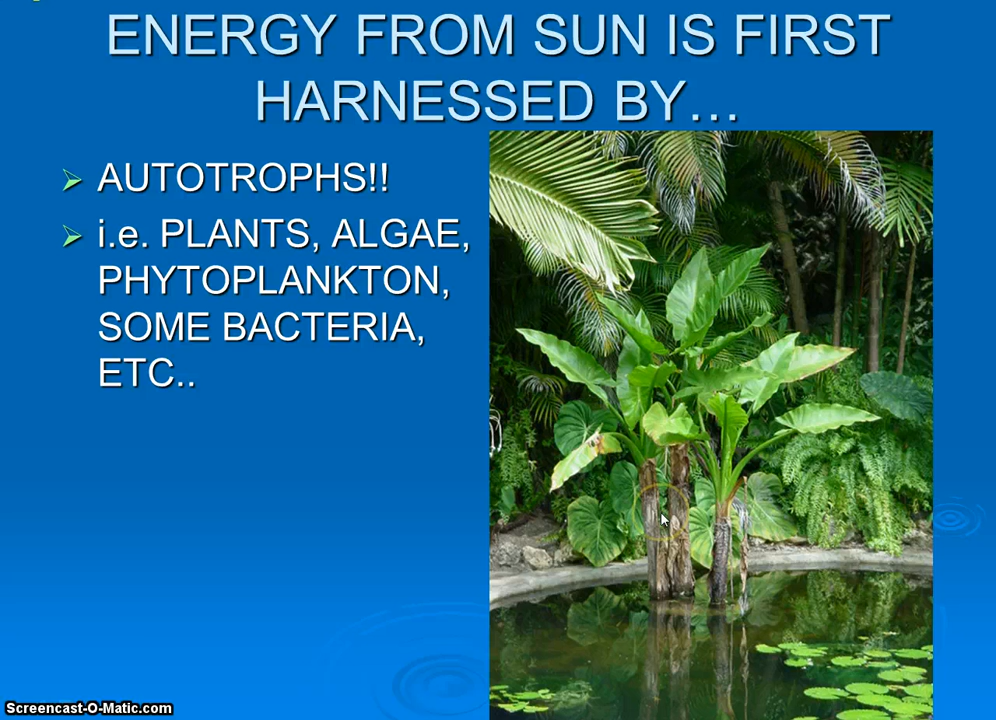 ENERGY FROM SUN IS FIRST
HARNESSED BY…
AUTOTROPHS!!
i.e. PLANTS, ALGAE,
PHYTOPLANKTON,
SOME BACTERIA,
ETC..
Screencast-O-Matic.com